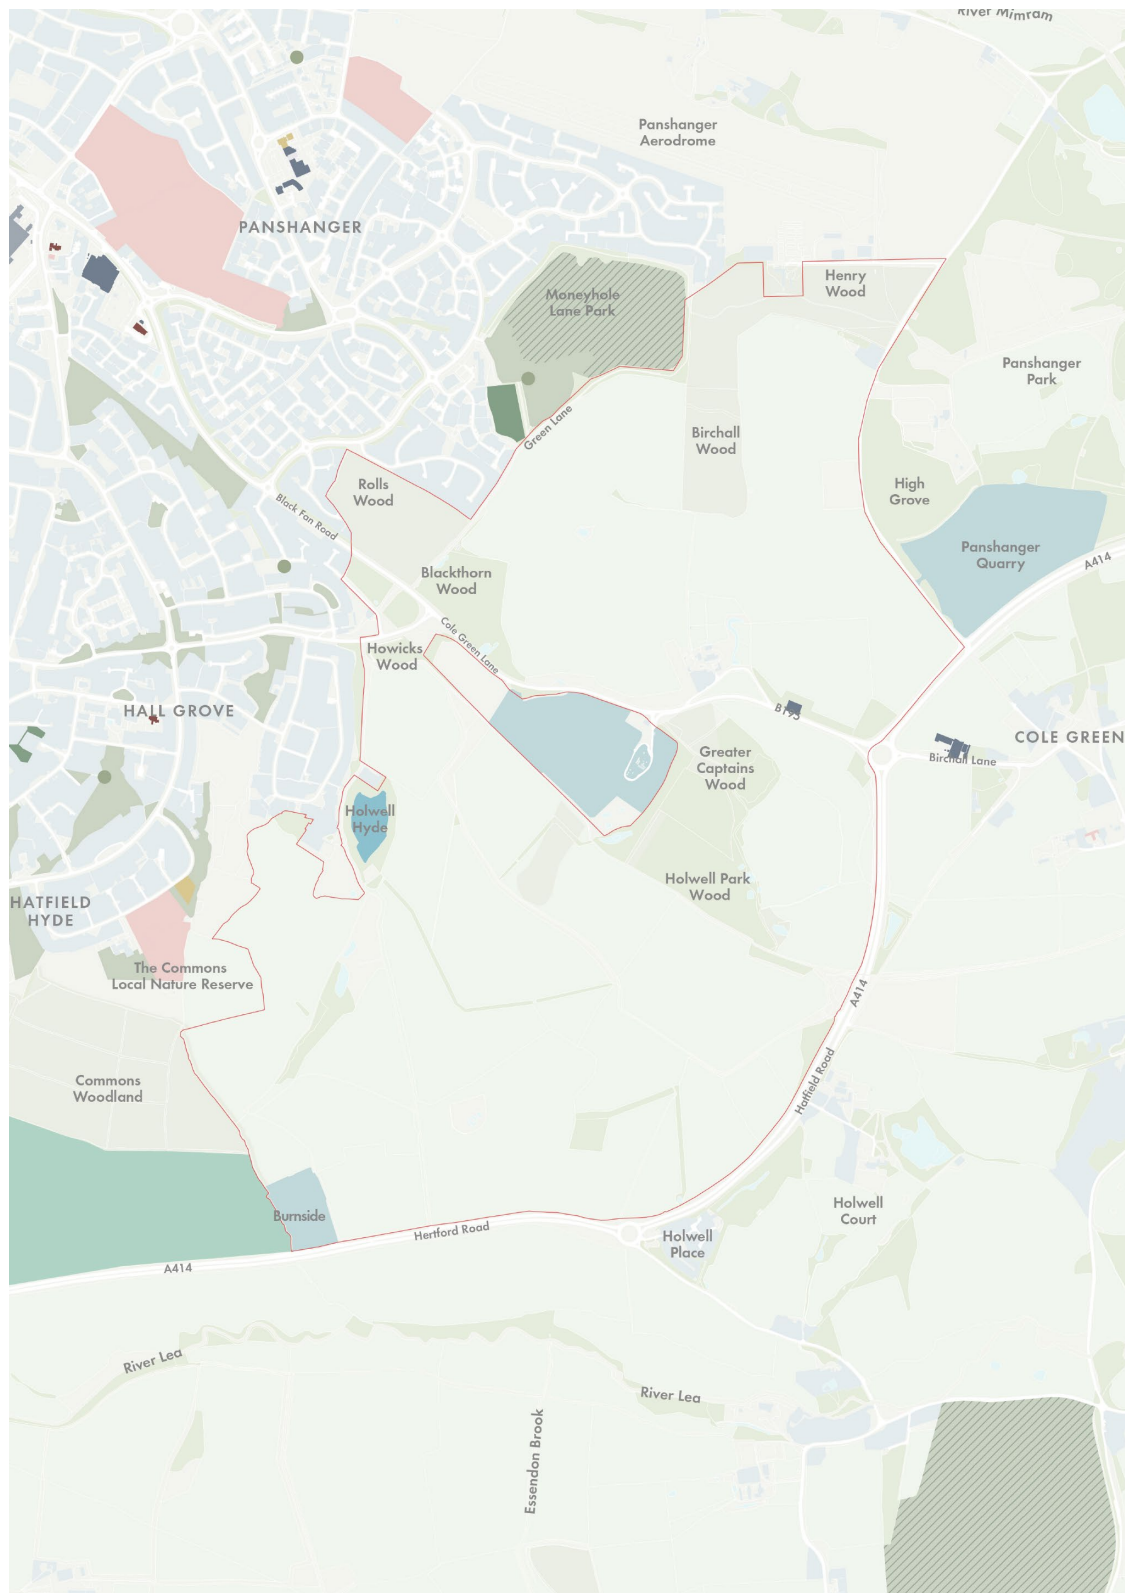 River Mimram
Panshanger
Aerodrome
PANSHANGER
Henry
Wood
Moneyhole
Lane Park
Panshanger
Park
Green Lane
Birchall
Wood
Rolls
Wood
High
Grove
Black Fan Road
Panshanger
Quarry
A414
Blackthorn
Wood
Cole Green Lane
Howicks
Wood
HALL GROVE
B195
COLE GREEN
Greater
Captains
Wood
Birchall Lane
Holwell
Hyde
Holwell Park
Wood
HATFIELD
HYDE
The Commons
Local Nature Reserve
A414
Hatfield Road
Commons
Woodland
Burnside
Holwell
Court
Hertford Road
Holwell
Place
A414
River Lea
River Lea
Essendon Brook